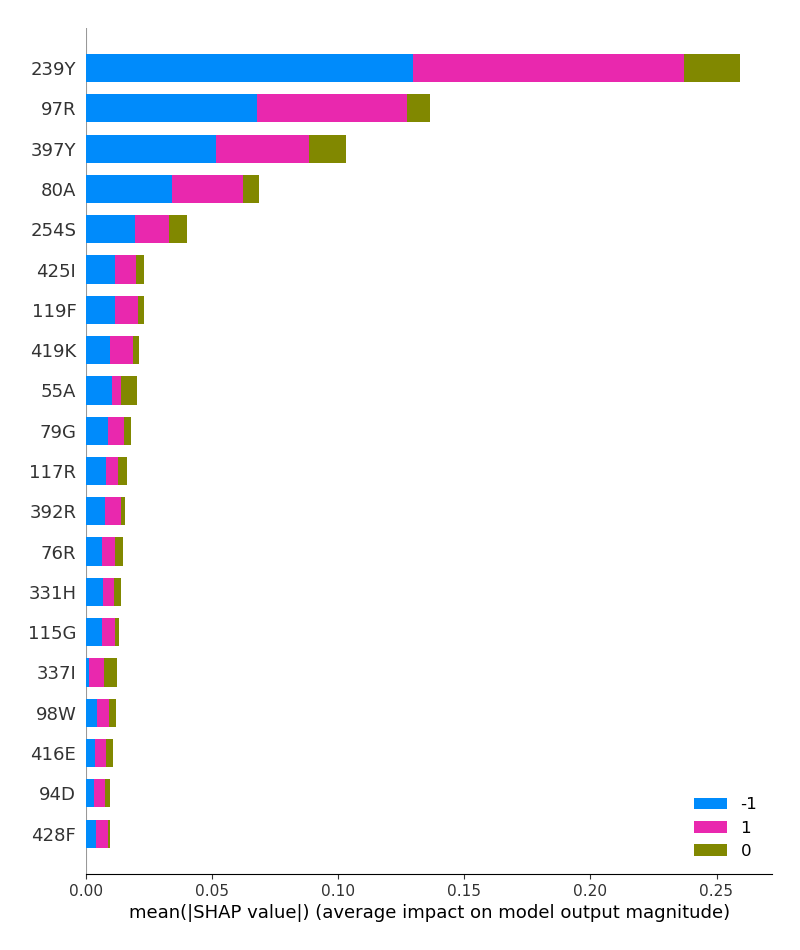 239Y
97R
397Y
80A
254S
425I
119F
419K
55A
79G
117R
392R
76R
331H
115G
337I
98W
416E
94D
428F
-1
1
0
0.00 0.05 0.10 0.15 0.20 0.25
mean(|SHAP value|) (average impact on model output magnitude)